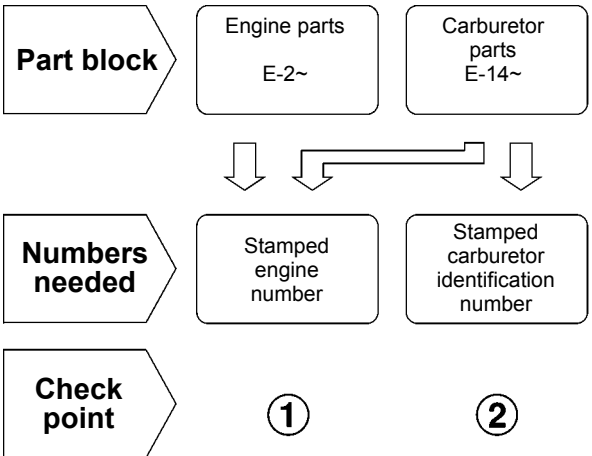 Part block
Engine parts
E-2~
Carburetor
parts
E-14~
Numbers
needed
Stamped
engine
number
Stamped
carburetor
identification
number
Check
point
①
②